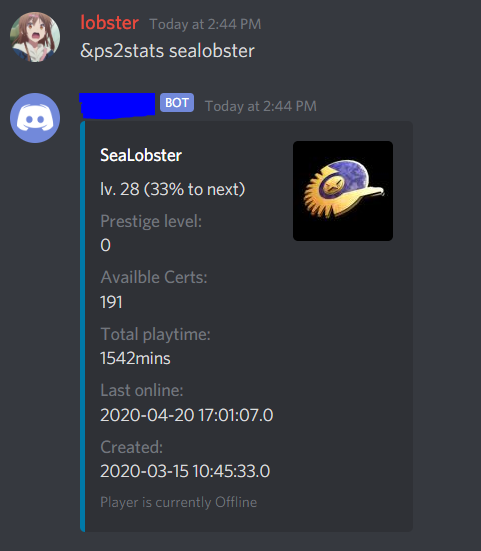 lobster Today at 2:44 PM
&ps2stats sealobster
BOT Today at 2:44 PM
SeaLobster
lv. 28 (33% to next)
Prestige level:
0
Availble Certs:
191
Total playtime:
1542mins
Last online:
2020-04-20 17:01:07.0
Created:
2020-03-15 10:45:33.0
Player is currently Offline